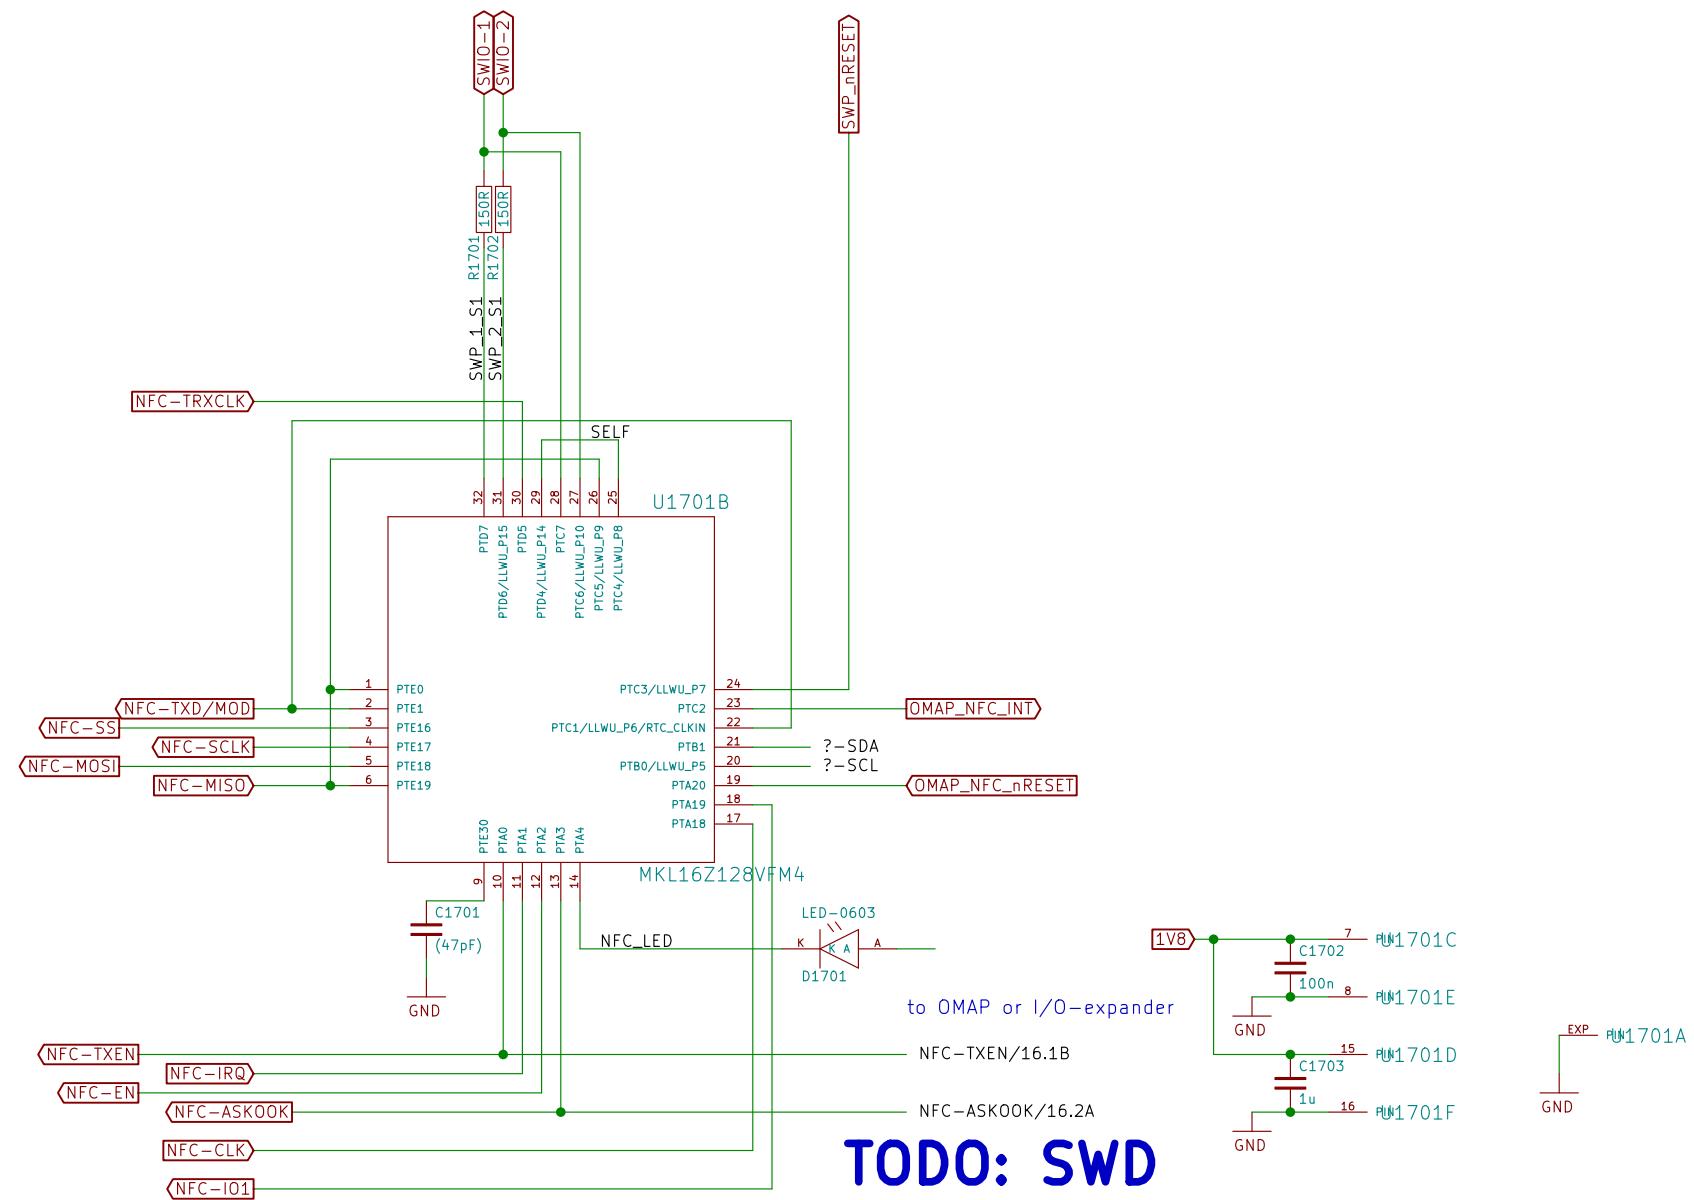 SWIO-1
SWIO-2
SWP_nRESET
150R
150R
R1701
R1702
SWP_1_S1
SWP_2_S1
NFC-TRXCLK
SELF
32
31
30
29
28
27
26
25
U1701B
PTD7
PTD6/LLWU_P15
PTD5
PTD4/LLWU_P14
PTC7
PTC6/LLWU_P10
PTC5/LLWU_P9
PTC4/LLWU_P8
1 PTE0
PTC3/LLWU_P7 24
NFC-TXD/MOD 2 PTE1
PTC2 23 OMAP_NFC_INT
NFC-SS 3 PTE16
PTC1/LLWU_P6/RTC_CLKIN 22
NFC-SCLK 4 PTE17
PTB1 21 ?-SDA
NFC-MOSI 5 PTE18
PTB0/LLWU_P5 20 ?-SCL
NFC-MISO 6 PTE19
PTA20 19 OMAP_NFC_nRESET
PTA19 18
PTA18 17
PTE30
PTA0
PTA1
PTA2
PTA3
PTA4
MKL16Z128VFM4
9
10
11
12
13
14
C1701
(47pF)
GND
NFC_LED
LED-0603
K
K A
A
D1701
1V8
7 PIN U1701C
C1702
100n
8 PIN U1701E
GND
to OMAP or I/O-expander
EXP PIN U1701A
GND
NFC-TXEN
NFC-TXEN/16.1B
15 PIN U1701D
C1703
1u
16 PIN U1701F
GND
NFC-IRQ
NFC-EN
NFC-ASKOOK
NFC-ASKOOK/16.2A
NFC-CLK
NFC-IO1
TODO: SWD